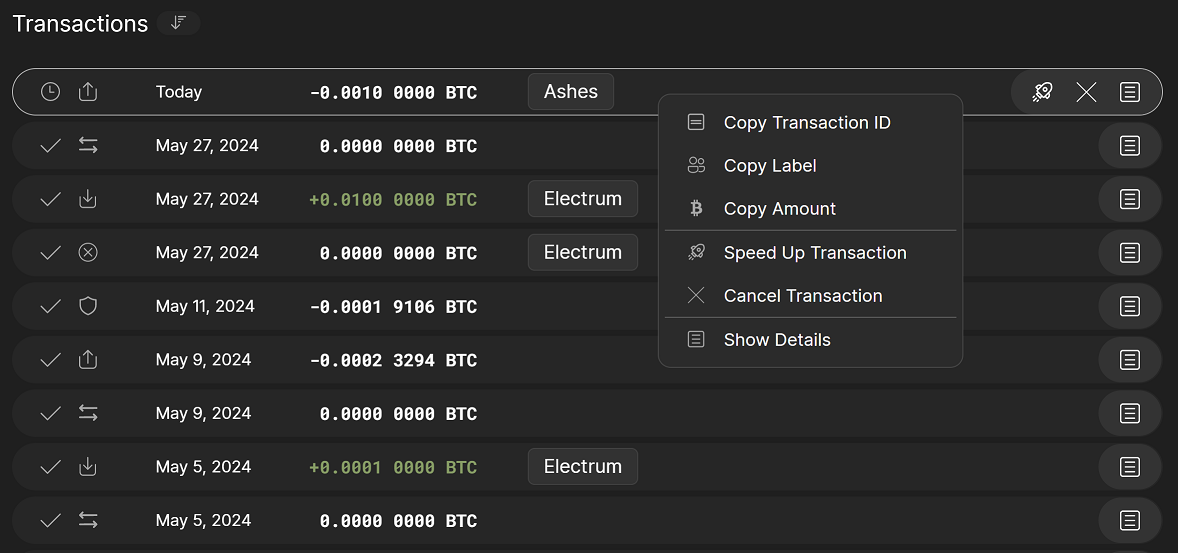 Transactions
Today -0.0010 0000 BTC Ashes
May 27, 2024 0.0000 0000 BTC
May 27, 2024 +0.0100 0000 BTC Electrum
May 27, 2024 0.0000 0000 BTC Electrum
May 11, 2024 -0.0001 9106 BTC
May 9, 2024 -0.0002 3294 BTC
May 9, 2024 0.0000 0000 BTC
May 5, 2024 +0.0001 0000 BTC Electrum
May 5, 2024 0.0000 0000 BTC
Copy Transaction ID
Copy Label
Copy Amount
Speed Up Transaction
Cancel Transaction
Show Details